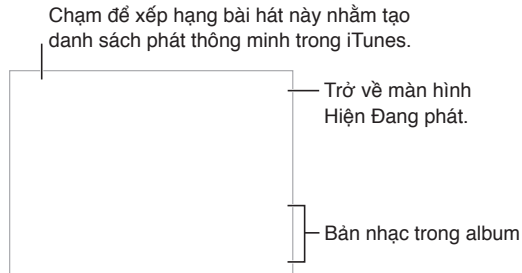 Chạm để xếp hạng bài hát này nhằm tạo
danh sách phát thông minh trong iTunes.
Trở về màn hình
Hiện Đang phát.
Bản nhạc trong album